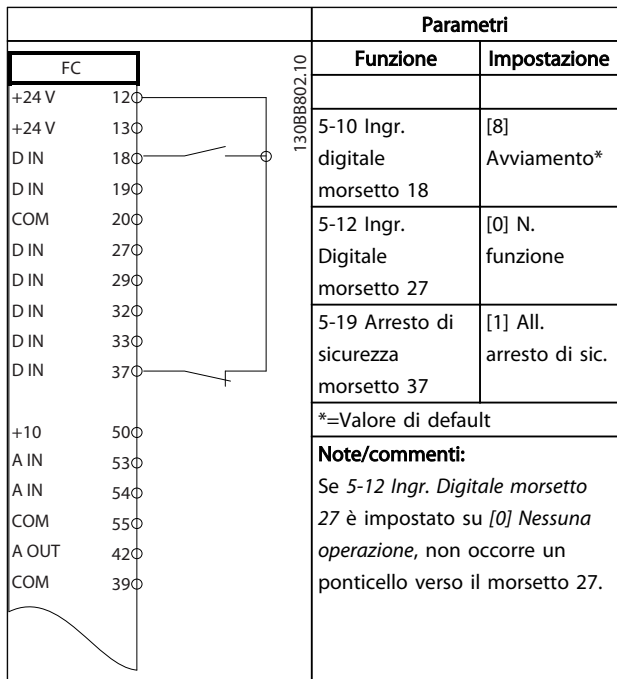 FC
+24 V 12
+24 V 13
D IN 18
D IN 19
COM 20
D IN 27
D IN 29
D IN 32
D IN 33
D IN 37
+10 50
A IN 53
A IN 54
COM 55
A OUT 42
COM 39
130BB802.10
Parametri
Funzione Impostazione
5-10 Ingr.
digitale
morsetto 18
[8]
Avviamento*
5-12 Ingr.
Digitale
morsetto 27
[0] N.
funzione
5-19 Arresto di
sicurezza
morsetto 37
[1] All.
arresto di sic.
*=Valore di default
Note/commenti:
Se 5-12 Ingr. Digitale morsetto
27 è impostato su [0] Nessuna
operazione, non occorre un
ponticello verso il morsetto 27.